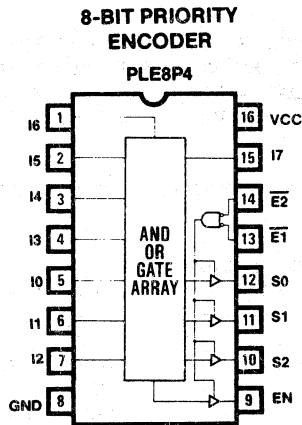 8-BIT PRIORITY
ENCODER
PLE8P4
I6 1 16 VCC
I5 2 15 I7
I4 3 14 E2
I3 4 13 E1
AND
OR
GATE
ARRAY
I0 5 12 S0
I1 6 11 S1
I2 7 10 S2
GND 8 9 EN